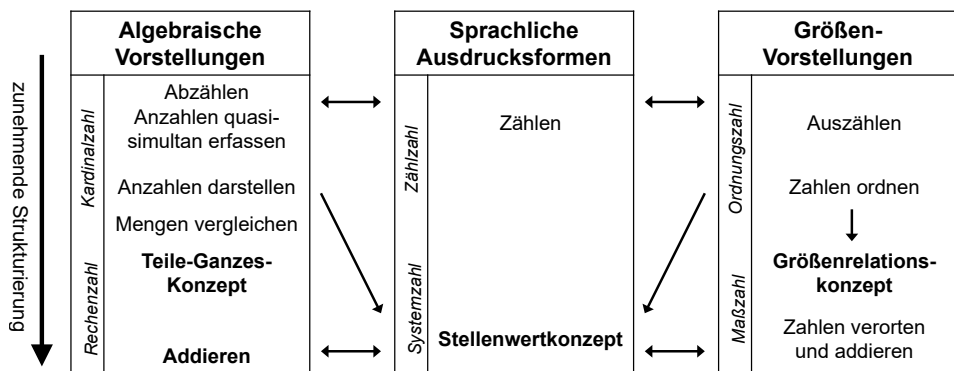 zunehmende Strukturierung
Algebraische
Vorstellungen
Kardinalzahl
Rechenzahl
Abzählen
Anzahlen quasi-
simultan erfassen
Anzahlen darstellen
Mengen vergleichen
Teile-Ganzes-
Konzept
Addieren
Sprachliche
Ausdrucksformen
Zählzahl
Systemzahl
Zählen
Stellenwertkonzept
Größen-
Vorstellungen
Ordnungszahl
Maßzahl
Auszählen
Zahlen ordnen
Größenrelations-
konzept
Zahlen verorten
und addieren